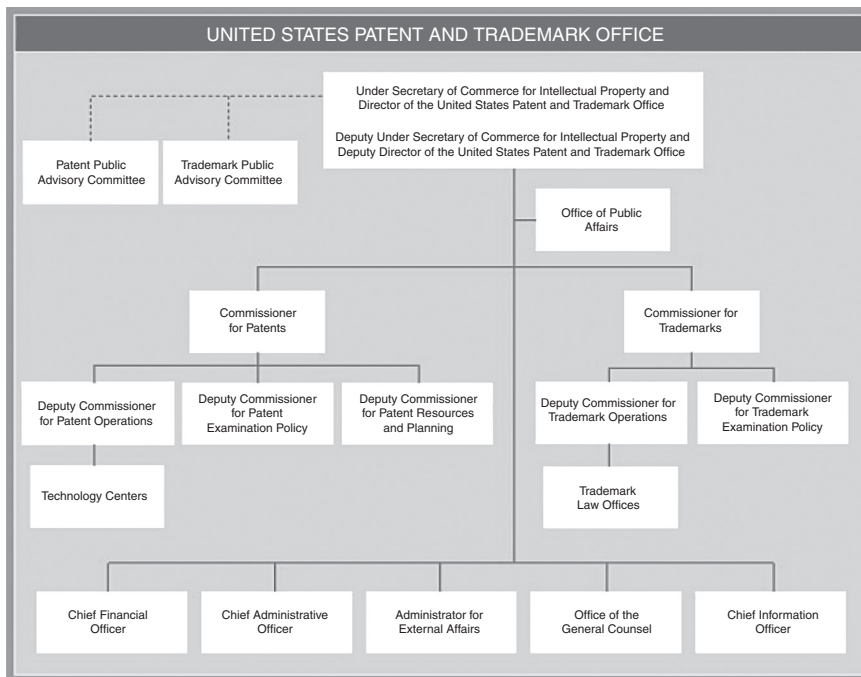 UNITED STATES PATENT AND TRADEMARK OFFICE
Under Secretary of Commerce for Intellectual Property and
Director of the United States Patent and Trademark Office
Deputy Under Secretary of Commerce for Intellectual Property and
Deputy Director of the United States Patent and Trademark Office
Patent Public
Advisory Committee
Trademark Public
Advisory Committee
Office of Public
Affairs
Commissioner
for Patents
Commissioner for
Trademarks
Deputy Commissioner
for Patent Operations
Deputy Commissioner
for Patent
Examination Policy
Deputy Commissioner
for Patent Resources
and Planning
Deputy Commissioner for
Trademark Operations
Deputy Commissioner
for Trademark
Examination Policy
Technology Centers
Trademark
Law Offices
Chief Financial
Officer
Chief Administrative
Officer
Administrator for
External Affairs
Office of the
General Counsel
Chief Information
Officer